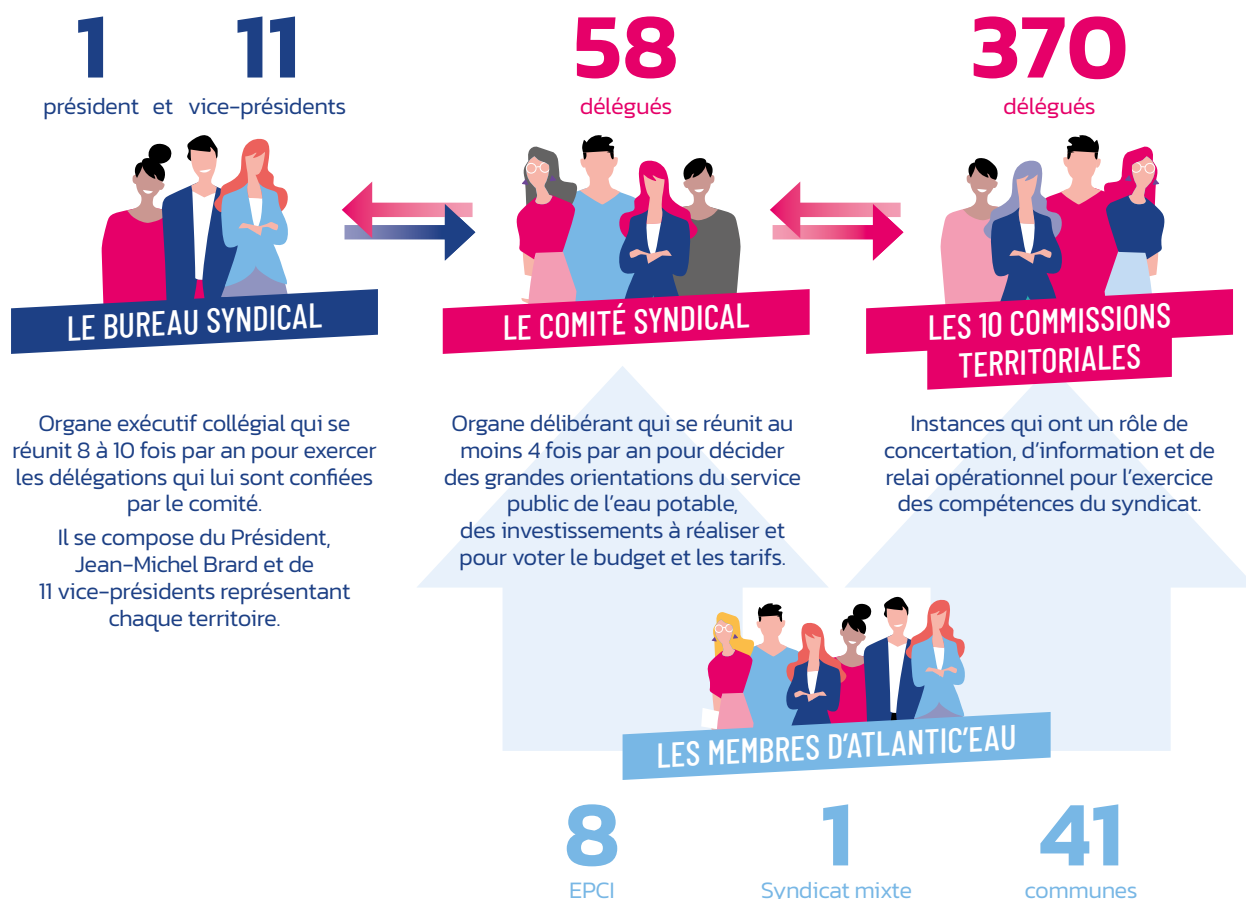 1 11
président et vice-présidents
LE BUREAU SYNDICAL
Organe exécutif collégial qui se
réunit 8 à 10 fois par an pour exercer
les délégations qui lui sont confiées
par le comité.
Il se compose du Président,
Jean-Michel Brard et de
11 vice-présidents représentant
chaque territoire.
58
délégués
LE COMITÉ SYNDICAL
Organe délibérant qui se réunit au
moins 4 fois par an pour décider
des grandes orientations du service
public de l'eau potable,
des investissements à réaliser et
pour voter le budget et les tarifs.
370
délégués
LES 10 COMMISSIONS
TERRITORIALES
Instances qui ont un rôle de
concertation, d'information et de
relai opérationnel pour l'exercice
des compétences du syndicat.
LES MEMBRES D'ATLANTIC'EAU
8
EPCI
1
Syndicat mixte
41
communes